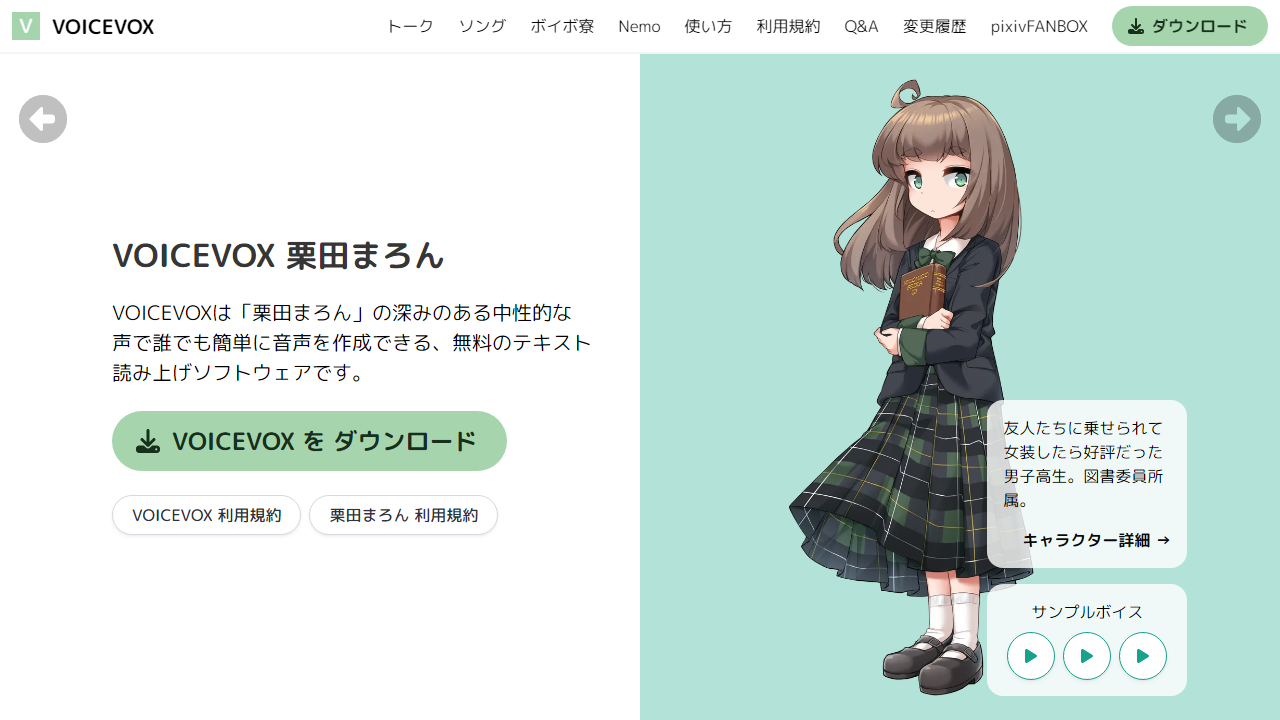 V VOICEVOX トーク ソング ボイボ寮 Nemo 使い方 利用規約 Q&A 変更履歴 pixivFANBOX ダウンロード
VOICEVOX 栗田まろん
VOICEVOXは「栗田まろん」の深みのある中性的な
声で誰でも簡単に音声を作成できる、無料のテキスト
読み上げソフトウェアです。
VOICEVOX を ダウンロード
VOICEVOX 利用規約 栗田まろん 利用規約
友人たちに乗せられて
女装したら好評だった
男子高生。図書委員所
属。
キャラクター詳細 →
サンプルボイス